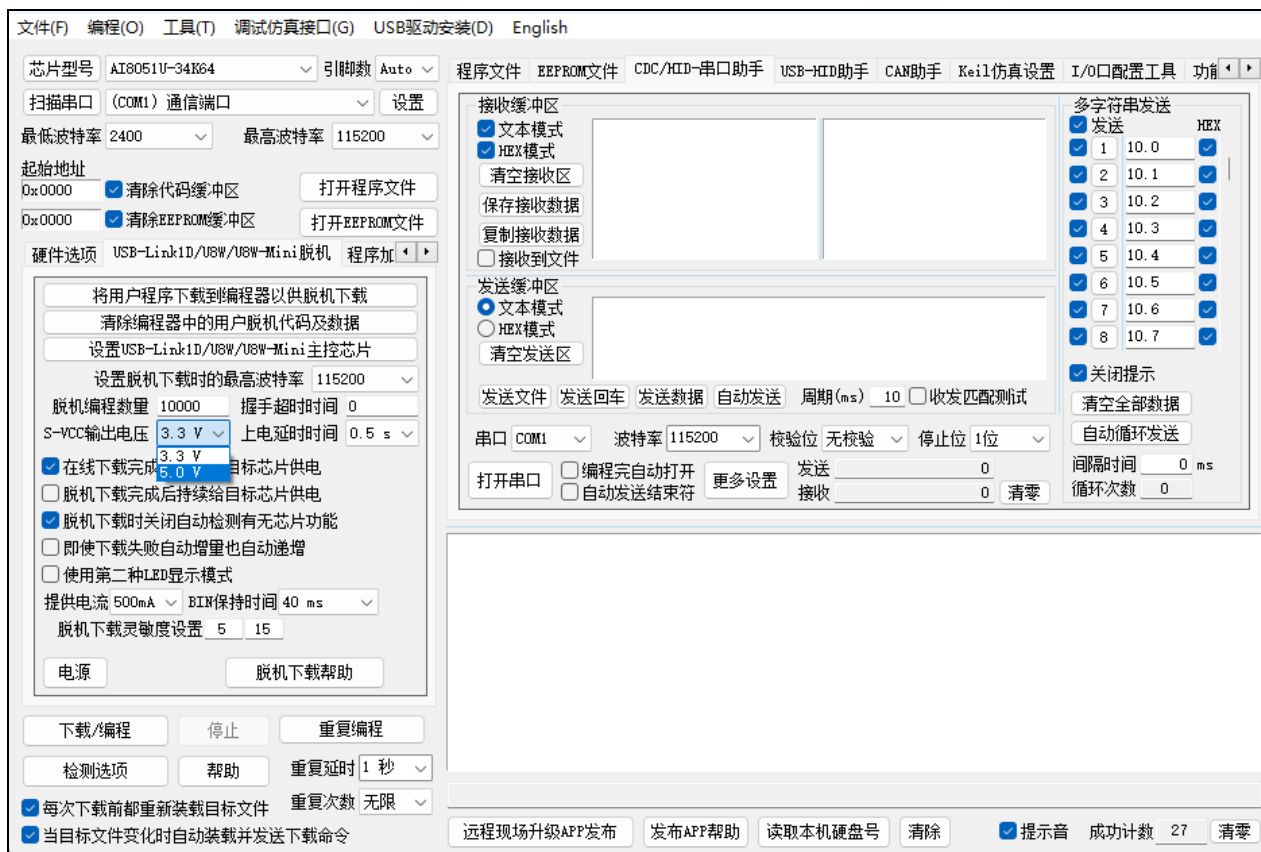 文件(F) 编程(O) 工具(T) 调试仿真接口(G) USB驱动安装(D) English
芯片型号 AI8051U-34K64 引脚数 Auto
扫描串口 (COM1) 通信端口 设置
最低波特率 2400 最高波特率 115200
起始地址
0x0000 清除代码缓冲区 打开程序文件
0x0000 清除EEPROM缓冲区 打开EEPROM文件
硬件选项 USB-Link1D/U8W/U8W-Mini脱机 程序加
将用户程序下载到编程器以供脱机下载
清除编程器中的用户脱机代码及数据
设置USB-Link1D/U8W/U8W-Mini主控芯片
设置脱机下载时的最高波特率 115200
脱机编程数量 10000 握手超时时间 0
S-VCC输出电压 3.3 V 上电延时时间 0.5 s
3.3 V
5.0 V
在线下载完成 目标芯片供电
脱机下载完成后持续给目标芯片供电
脱机下载时关闭自动检测有无芯片功能
即使下载失败自动增量也自动递增
使用第二种LED显示模式
提供电流 500mA BIN保持时间 40 ms
脱机下载灵敏度设置 5 15
电源 脱机下载帮助
下载/编程 停止 重复编程
检测选项 帮助 重复延时 1 秒
每次下载前都重新装载目标文件 重复次数 无限
当目标文件变化时自动装载并发送下载命令
程序文件 EEPROM文件 CDC/HID-串口助手 USB-HID助手 CAN助手 Keil仿真设置 I/O口配置工具
接收缓冲区
文本模式
HEX模式
清空接收区
保存接收数据
复制接收数据
接收到文件
发送缓冲区
文本模式
HEX模式
清空发送区
发送文件 发送回车 发送数据 自动发送 周期(ms) 10 收发匹配测试
串口 COM1 波特率 115200 校验位 无校验 停止位 1位
打开串口 编程完自动打开 更多设置 发送 0
自动发送结束符 接收 0 清零
多字符串发送
发送 HEX
1 10.0
2 10.1
3 10.2
4 10.3
5 10.4
6 10.5
7 10.6
8 10.7
关闭提示
清空全部数据
自动循环发送
间隔时间 0 ms
循环次数 0
远程现场升级APP发布 发布APP帮助 读取本机硬盘号 清除 提示音 成功计数 27 清零